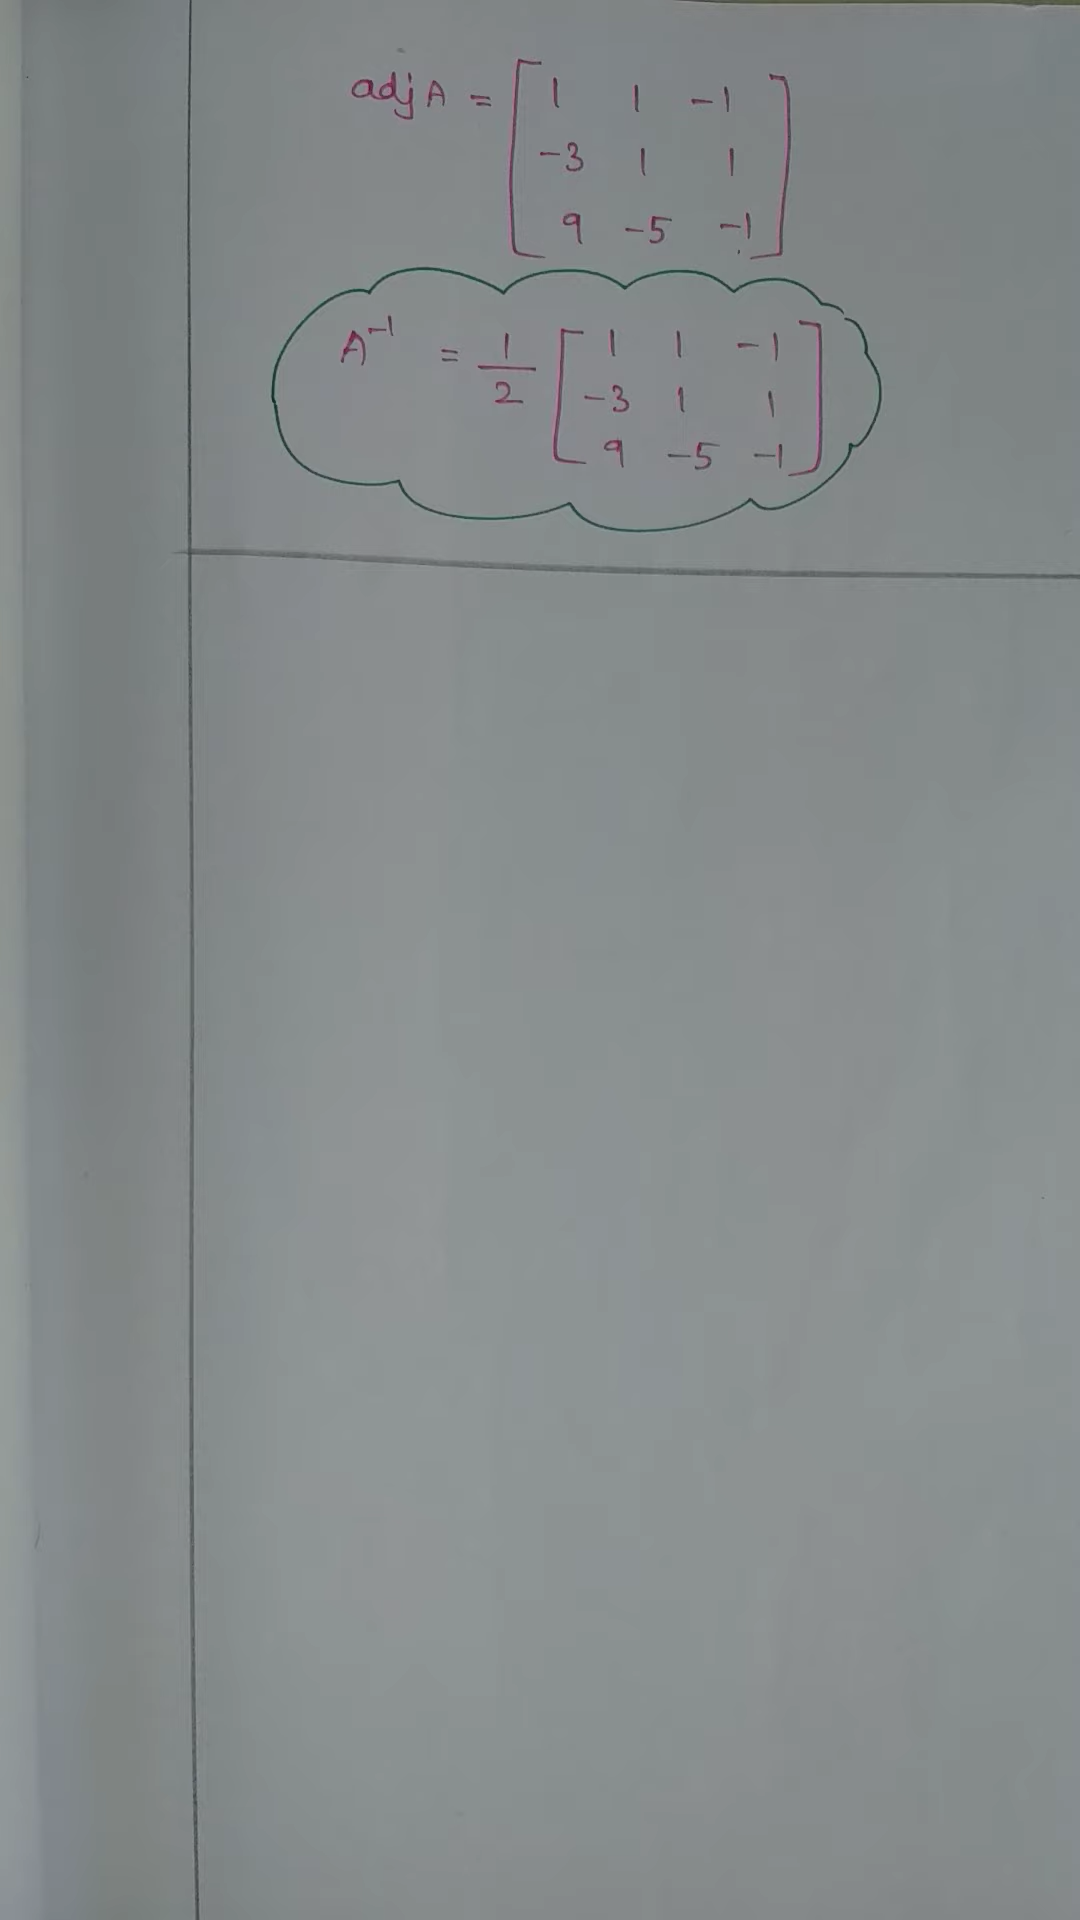 adj A = [ 1 1 -1
-3 1 1
9 -5 -1 ]
A⁻¹ = 1/2 [ 1 1 -1
-3 1 1
9 -5 -1 ]